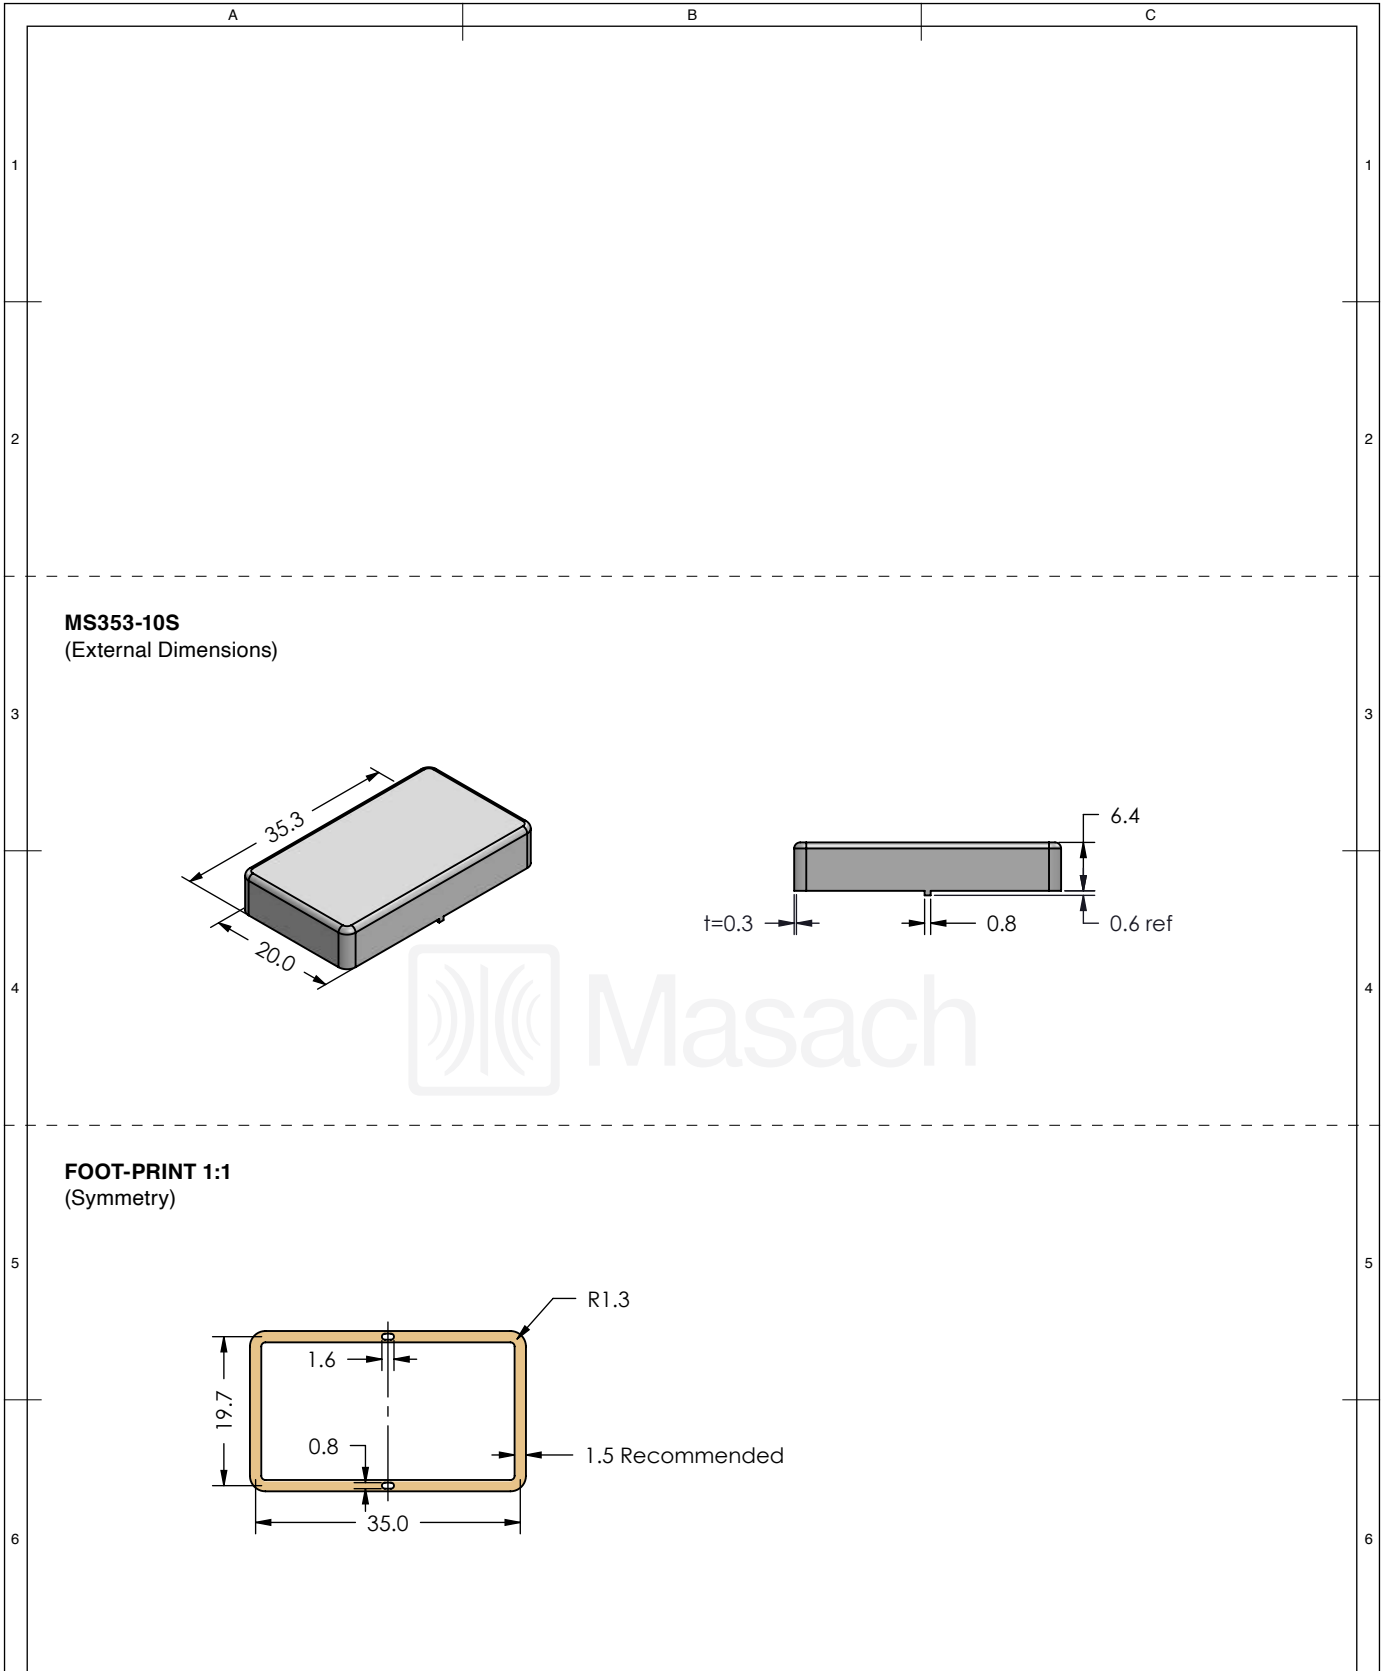 A B C
1 1
2 2
MS353-10S
(External Dimensions)
3 3
35.3
20.0
6.4
t=0.3 0.8 0.6 ref
4 4
Masach
FOOT-PRINT 1:1
(Symmetry)
5 5
R1.3
1.6
19.7
0.8
1.5 Recommended
35.0
6 6